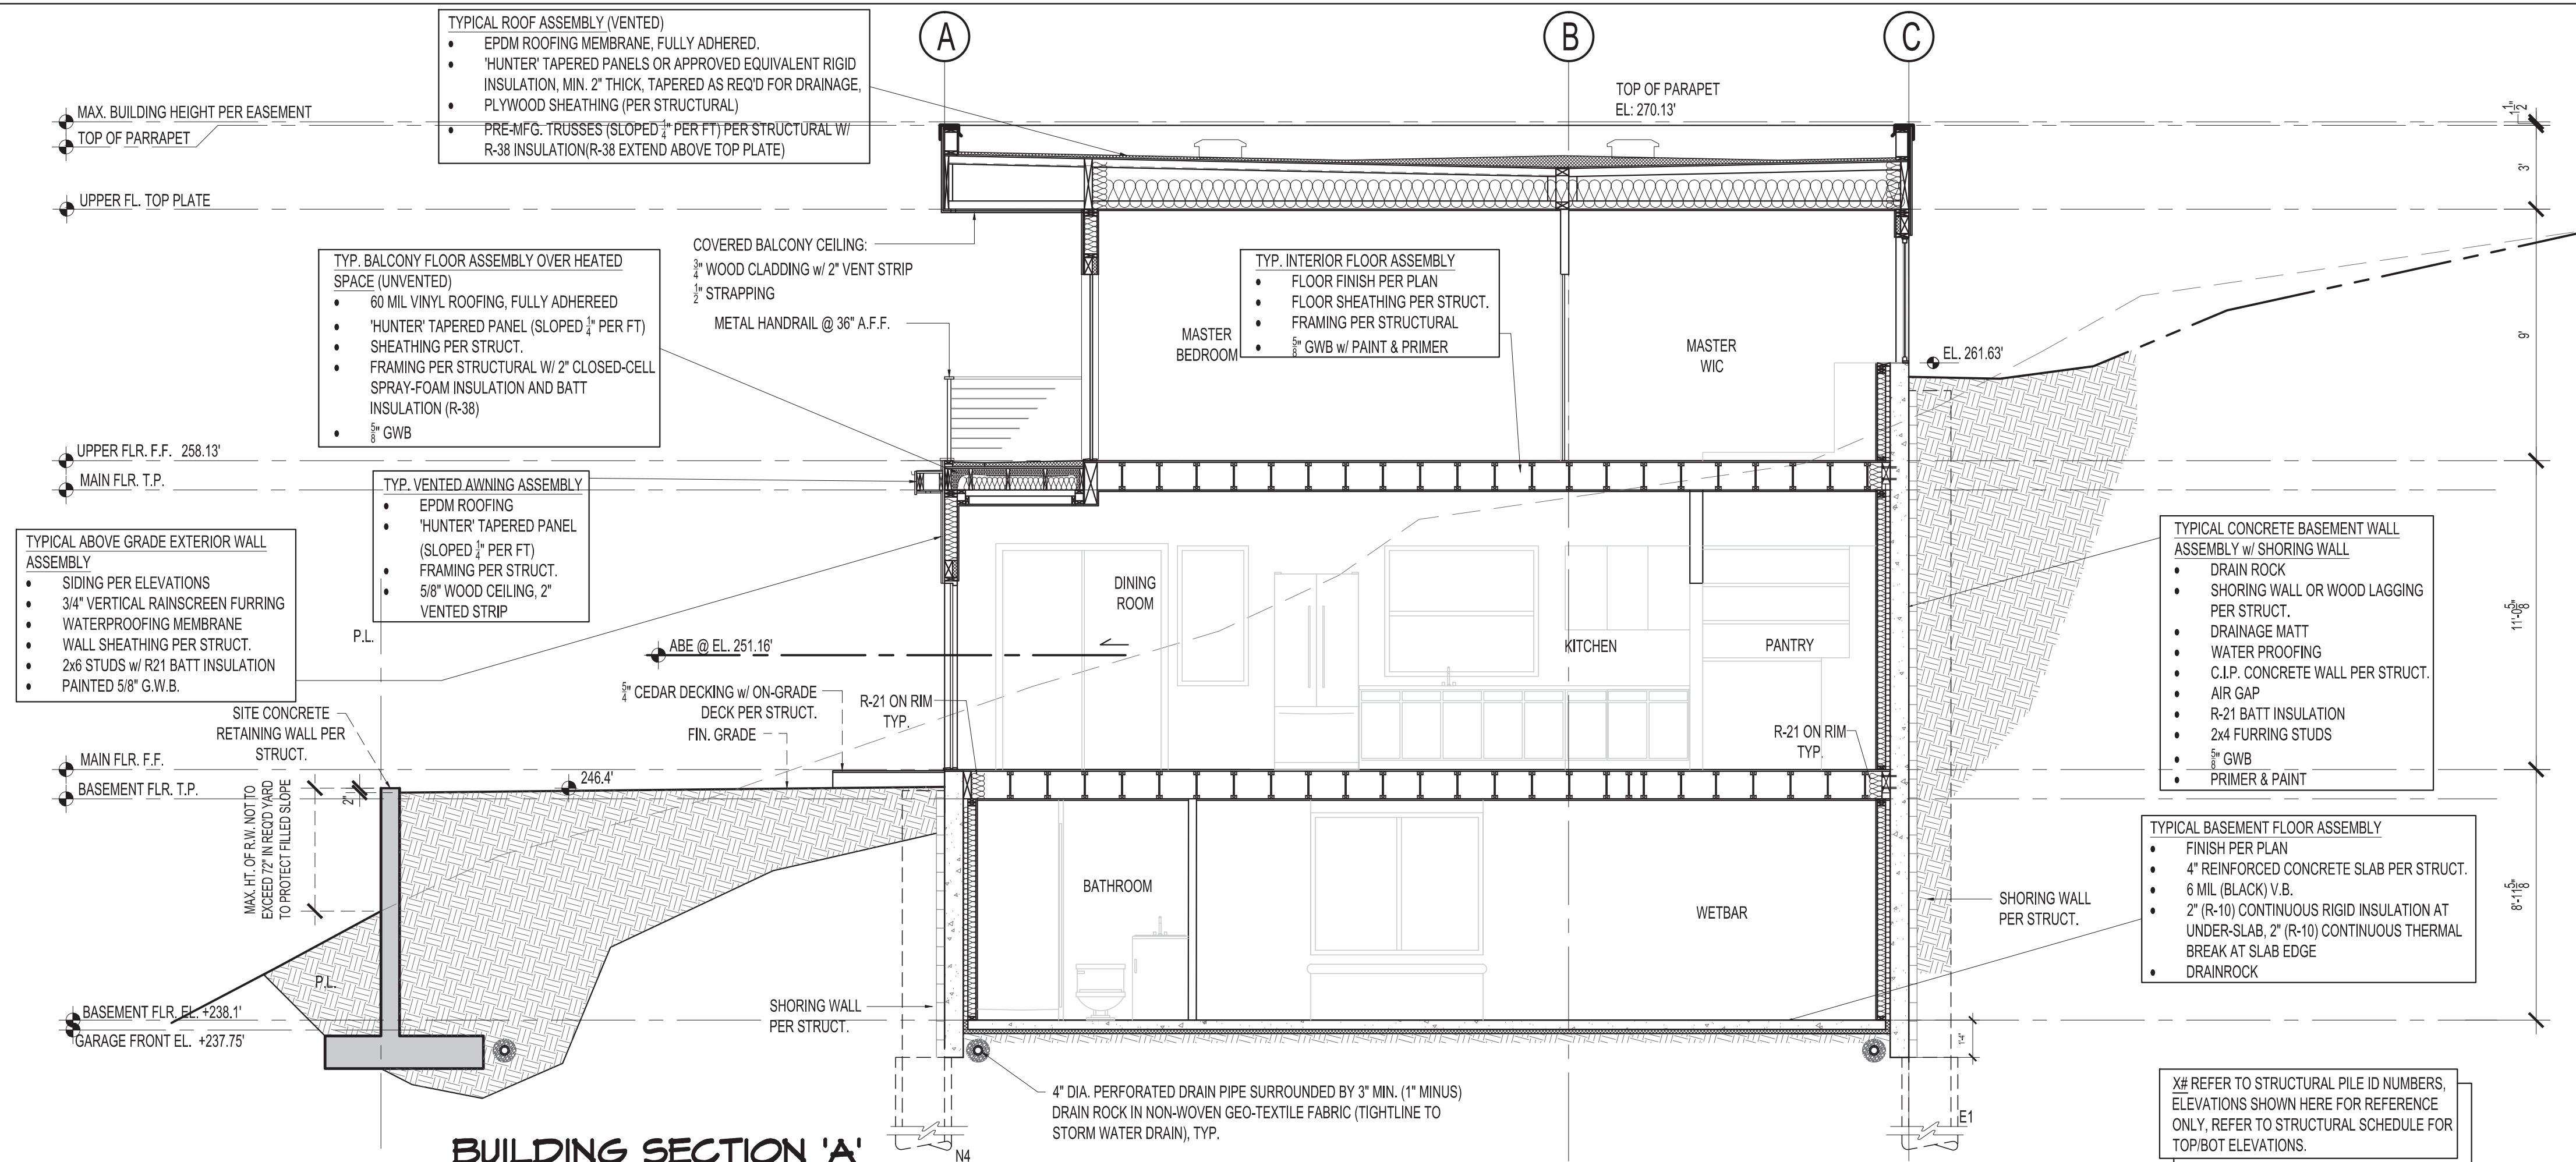 TYPICAL ROOF ASSEMBLY (VENTED)
• EPDM ROOFING MEMBRANE, FULLY ADHERED.
• 'HUNTER' TAPERED PANELS OR APPROVED EQUIVALENT RIGID
INSULATION, MIN. 2" THICK, TAPERED AS REQ'D FOR DRAINAGE,
• PLYWOOD SHEATHING (PER STRUCTURAL)
• PRE-MFG. TRUSSES (SLOPED 1/4" PER FT) PER STRUCTURAL W/
R-38 INSULATION(R-38 EXTEND ABOVE TOP PLATE)
A
B
C
TOP OF PARAPET
EL: 270.13'
MAX. BUILDING HEIGHT PER EASEMENT
TOP OF PARRAPET
UPPER FL. TOP PLATE
1 1/2"
3'
9'
11'-0 5/8"
8'-11 5/8"
COVERED BALCONY CEILING:
3/4" WOOD CLADDING w/ 2" VENT STRIP
1/2" STRAPPING
METAL HANDRAIL @ 36" A.F.F.
TYP. BALCONY FLOOR ASSEMBLY OVER HEATED
SPACE (UNVENTED)
• 60 MIL VINYL ROOFING, FULLY ADHEREED
• 'HUNTER' TAPERED PANEL (SLOPED 1/4" PER FT)
• SHEATHING PER STRUCT.
• FRAMING PER STRUCTURAL W/ 2" CLOSED-CELL
SPRAY-FOAM INSULATION AND BATT
INSULATION (R-38)
• 5/8" GWB
TYP. INTERIOR FLOOR ASSEMBLY
• FLOOR FINISH PER PLAN
• FLOOR SHEATHING PER STRUCT.
• FRAMING PER STRUCTURAL
• 5/8" GWB w/ PAINT & PRIMER
MASTER
BEDROOM
MASTER
WIC
EL. 261.63'
UPPER FLR. F.F. 258.13'
MAIN FLR. T.P.
TYP. VENTED AWNING ASSEMBLY
• EPDM ROOFING
• 'HUNTER' TAPERED PANEL
(SLOPED 1/4" PER FT)
• FRAMING PER STRUCT.
• 5/8" WOOD CEILING, 2"
VENTED STRIP
TYPICAL ABOVE GRADE EXTERIOR WALL
ASSEMBLY
• SIDING PER ELEVATIONS
• 3/4" VERTICAL RAINSCREEN FURRING
• WATERPROOFING MEMBRANE
• WALL SHEATHING PER STRUCT.
• 2x6 STUDS w/ R21 BATT INSULATION
• PAINTED 5/8" G.W.B.
P.L.
ABE @ EL. 251.16'
DINING
ROOM
KITCHEN
PANTRY
TYPICAL CONCRETE BASEMENT WALL
ASSEMBLY w/ SHORING WALL
• DRAIN ROCK
• SHORING WALL OR WOOD LAGGING
PER STRUCT.
• DRAINAGE MATT
• WATER PROOFING
• C.I.P. CONCRETE WALL PER STRUCT.
• AIR GAP
• R-21 BATT INSULATION
• 2x4 FURRING STUDS
• 5/8" GWB
• PRIMER & PAINT
5/4" CEDAR DECKING w/ ON-GRADE
DECK PER STRUCT.
FIN. GRADE
R-21 ON RIM
TYP.
R-21 ON RIM
TYP.
SITE CONCRETE
RETAINING WALL PER
STRUCT.
MAIN FLR. F.F.
BASEMENT FLR. T.P.
2"
246.4'
MAX. HT. OF R.W. NOT TO
EXCEED 72" IN REQ'D YARD
TO PROTECT FILLED SLOPE
BATHROOM
WETBAR
SHORING WALL
PER STRUCT.
TYPICAL BASEMENT FLOOR ASSEMBLY
• FINISH PER PLAN
• 4" REINFORCED CONCRETE SLAB PER STRUCT.
• 6 MIL (BLACK) V.B.
• 2" (R-10) CONTINUOUS RIGID INSULATION AT
UNDER-SLAB, 2" (R-10) CONTINUOUS THERMAL
BREAK AT SLAB EDGE
• DRAINROCK
P.L.
BASEMENT FLR. EL. +238.1'
GARAGE FRONT EL. +237.75'
SHORING WALL
PER STRUCT.
1'-4"
4" DIA. PERFORATED DRAIN PIPE SURROUNDED BY 3" MIN. (1" MINUS)
DRAIN ROCK IN NON-WOVEN GEO-TEXTILE FABRIC (TIGHTLINE TO
STORM WATER DRAIN), TYP.
X# REFER TO STRUCTURAL PILE ID NUMBERS,
ELEVATIONS SHOWN HERE FOR REFERENCE
ONLY, REFER TO STRUCTURAL SCHEDULE FOR
TOP/BOT ELEVATIONS.
E1
N4
BUILDING SECTION 'A'